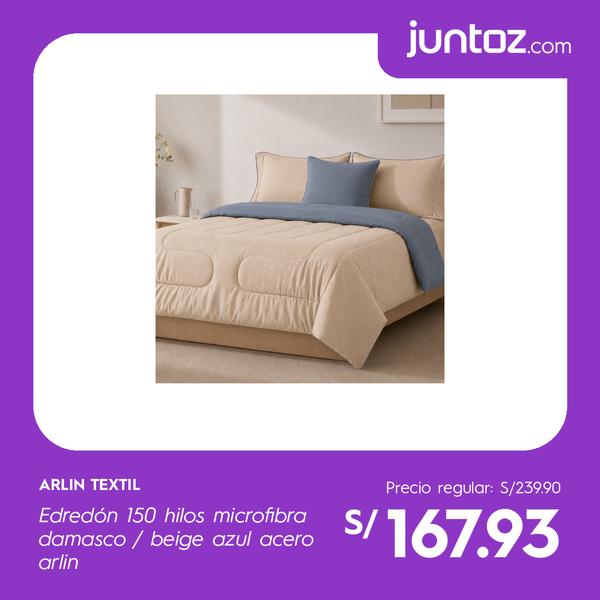 juntoz.com
ARLIN TEXTIL
Edredón 150 hilos microfibra
damasco / beige azul acero
arlin
Precio regular: S/239.90
S/167.93